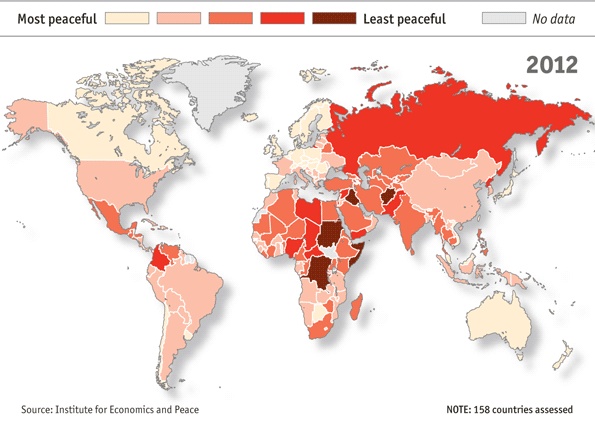 Most peaceful
Least peaceful
No data
2012
Source: Institute for Economics and Peace
NOTE: 158 countries assessed